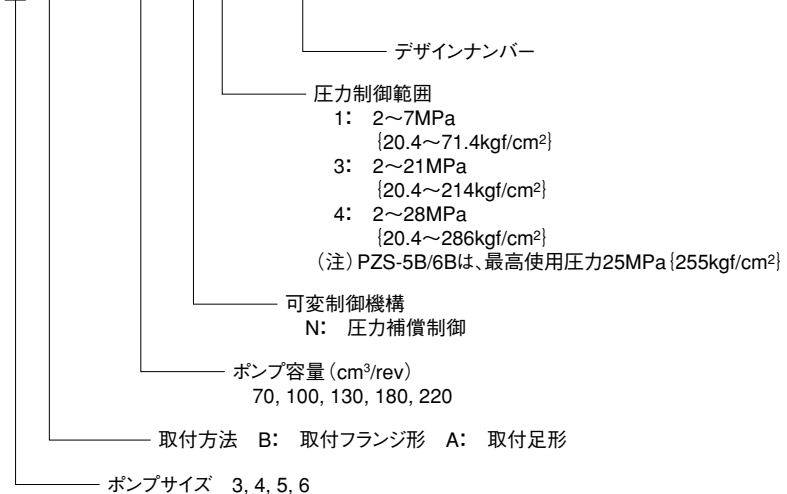 デザインナンバー
圧力制御範囲
1： 2～7MPa
{20.4～71.4kgf/cm²}
3： 2～21MPa
{20.4～214kgf/cm²}
4： 2～28MPa
{20.4～286kgf/cm²}
（注）PZS-5B/6Bは、最高使用圧力25MPa{255kgf/cm²}
可変制御機構
N： 圧力補償制御
ポンプ容量（cm³/rev）
70, 100, 130, 180, 220
取付方法 B： 取付フランジ形 A： 取付足形
ポンプサイズ 3, 4, 5, 6